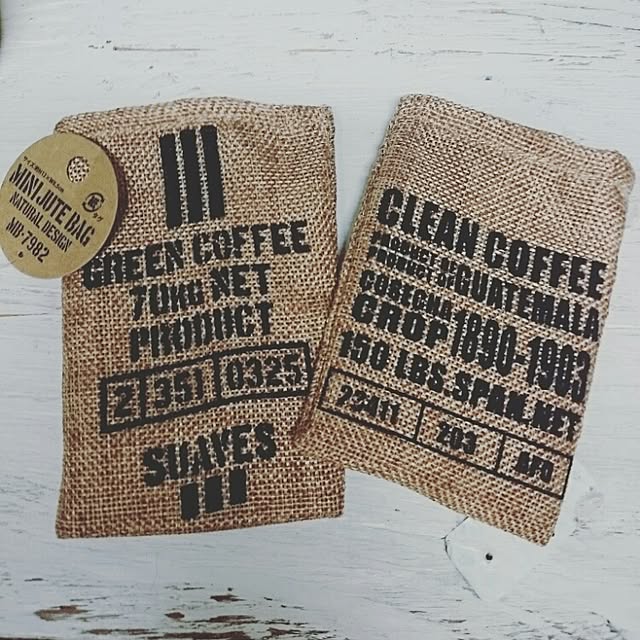 MINI JUTE BAG
NATURAL DESIGN
MB-7982
GREEN COFFEE
70KG NET
PRODUCT
2 351 0325
SUAVES
CLEAN COFFEE
PRODUCT OF GUATEMALA
COSECHA
CROP 1890-1903
150 LBS.SPAN.NET
22411 203 AFO